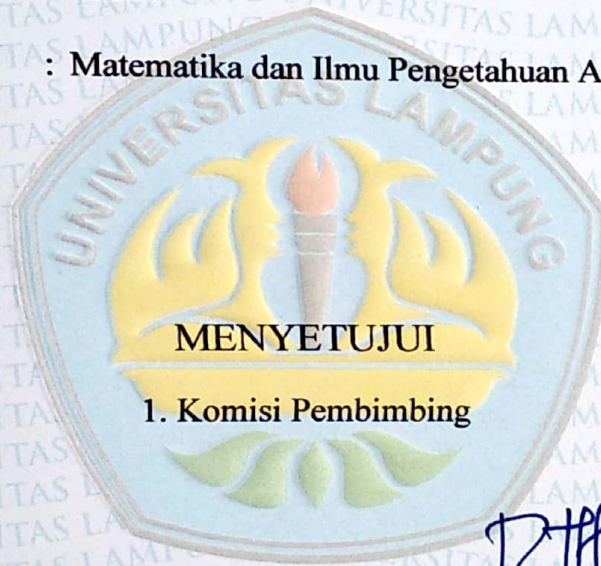 : Matematika dan Ilmu Pengetahuan A
UNIVERSITAS LAMPUNG
MENYETUJUI
1. Komisi Pembimbing